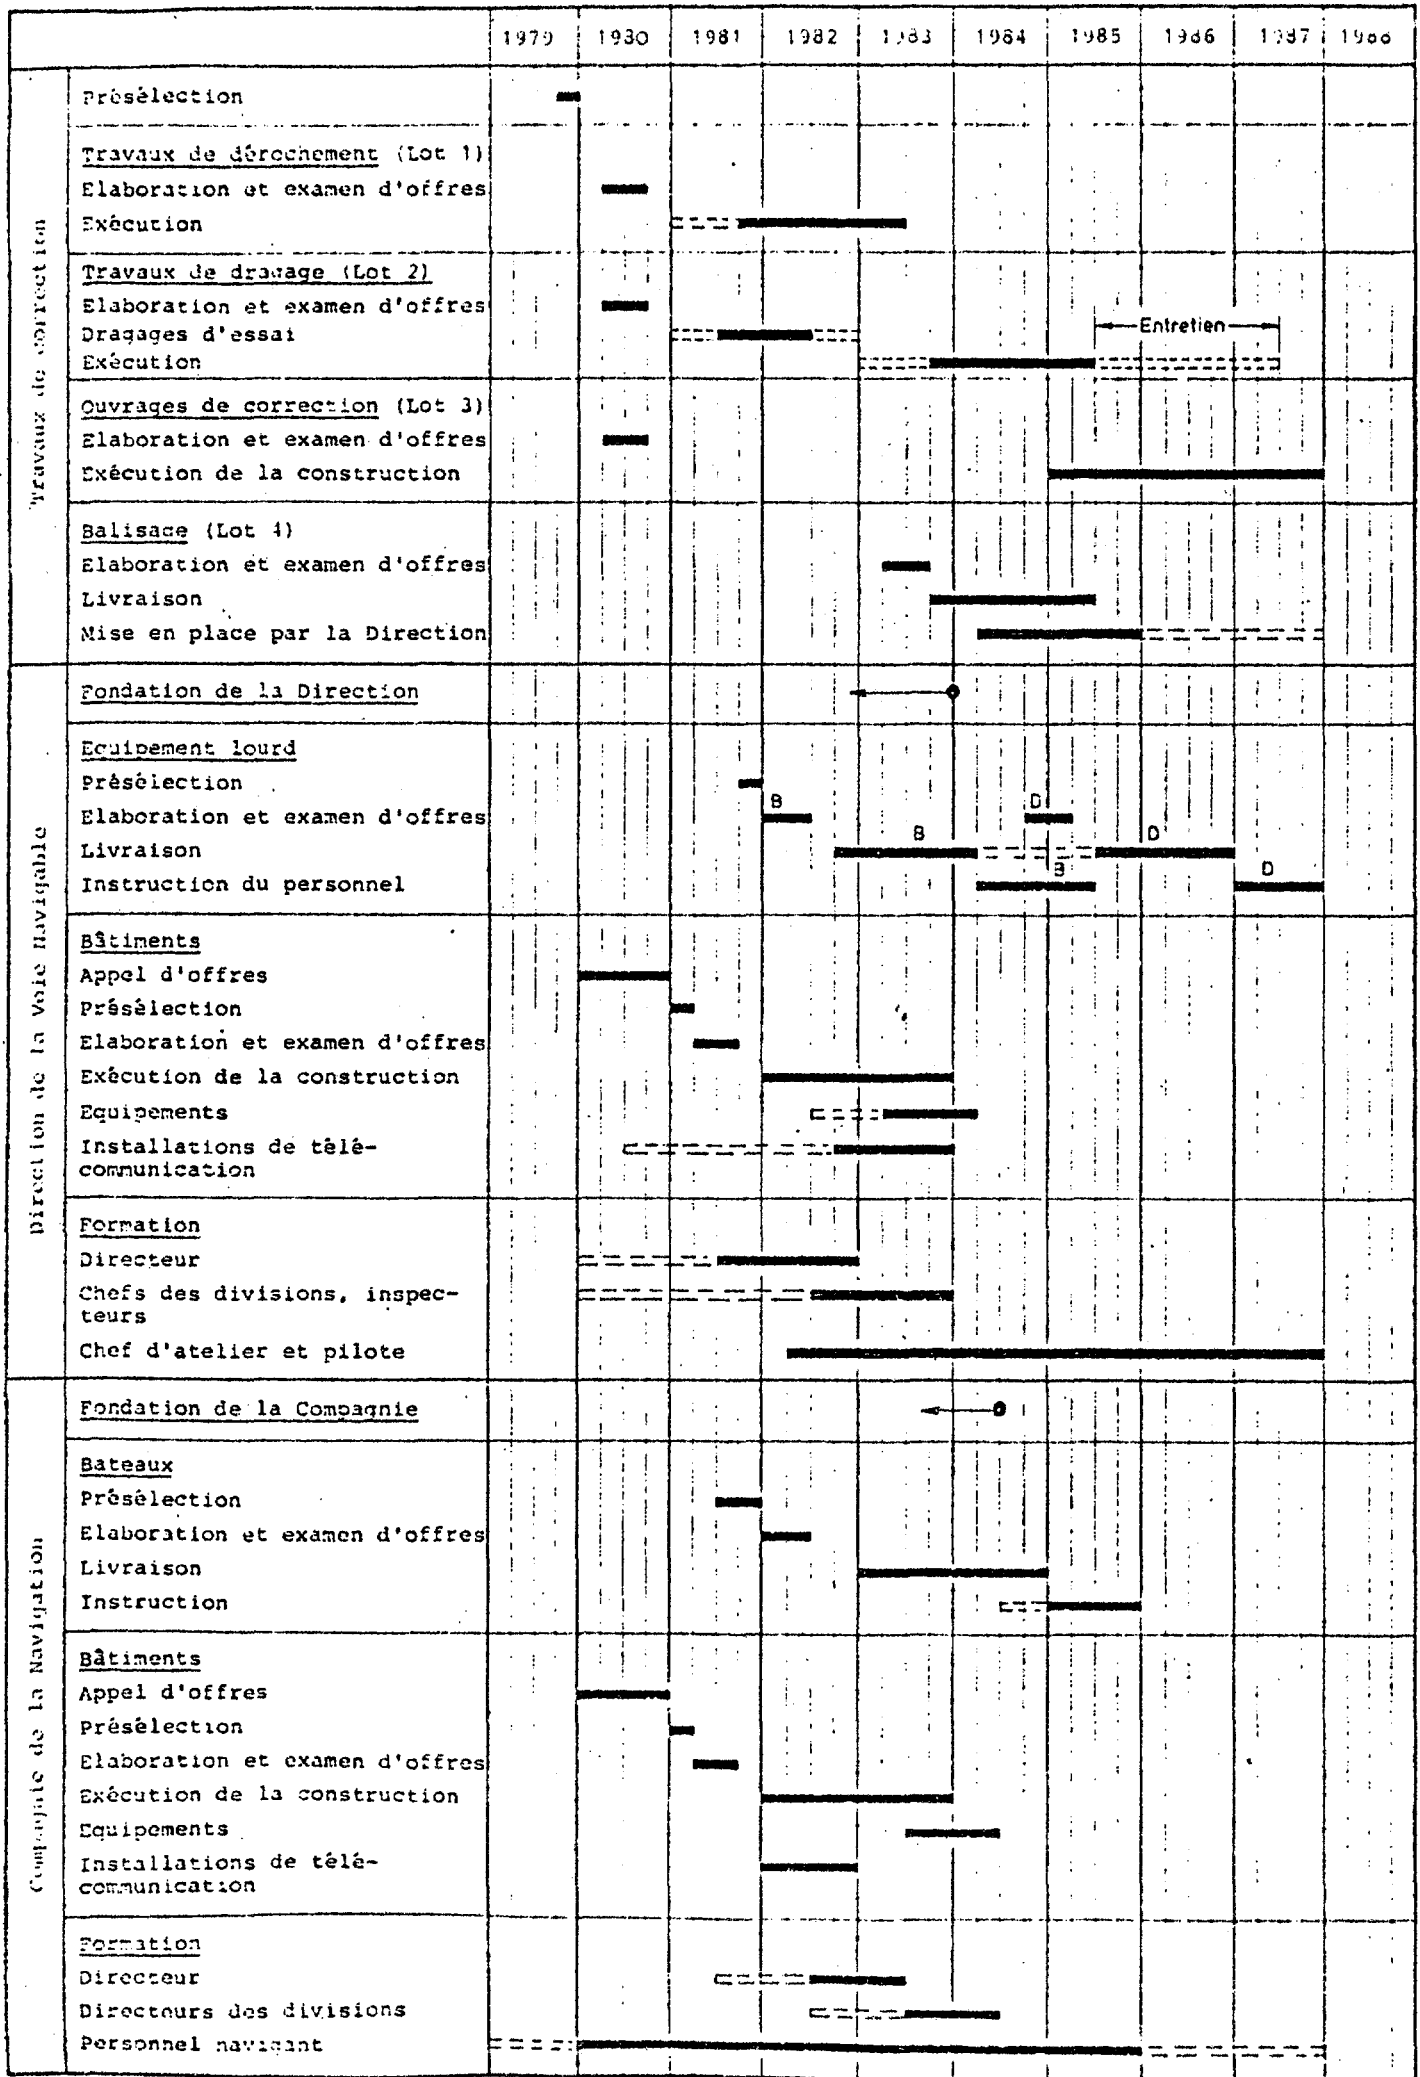 1979 1980 1981 1982 1983 1984 1985 1986 1987 1988
Travaux de correction
Présélection
Travaux de dérochement (Lot 1)
Elaboration et examen d'offres
Exécution
Travaux de dragage (Lot 2)
Elaboration et examen d'offres
Dragages d'essai
Entretien
Exécution
Ouvrages de correction (Lot 3)
Elaboration et examen d'offres
Exécution de la construction
Balisage (Lot 4)
Elaboration et examen d'offres
Livraison
Mise en place par la Direction
Direction de la Voie Navigable
Fondation de la Direction
Equipement lourd
Présélection
B D
Elaboration et examen d'offres
B D
Livraison
B D
Instruction du personnel
Bâtiments
Appel d'offres
Présélection
Elaboration et examen d'offres
Exécution de la construction
Equipements
Installations de télé-
communication
Formation
Directeur
Chefs des divisions, inspec-
teurs
Chef d'atelier et pilote
Compagnie de la Navigation
Fondation de la Compagnie
Bateaux
Présélection
Elaboration et examen d'offres
Livraison
Instruction
Bâtiments
Appel d'offres
Présélection
Elaboration et examen d'offres
Exécution de la construction
Equipements
Installations de télé-
communication
Formation
Directeur
Directeurs des divisions
Personnel navigant